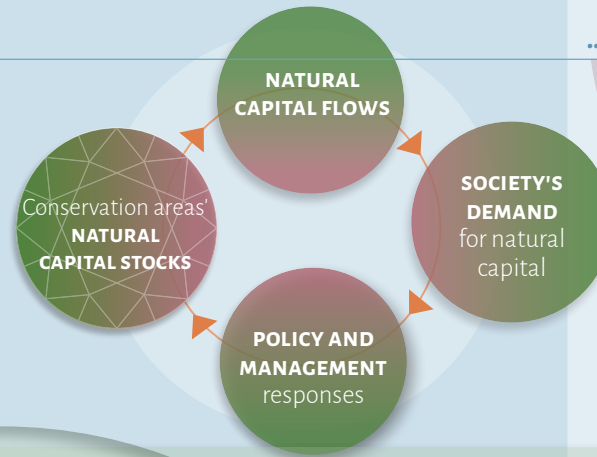 NATURAL
CAPITAL FLOWS
Conservation areas'
NATURAL
CAPITAL STOCKS
SOCIETY'S
DEMAND
for natural
capital
POLICY AND
MANAGEMENT
responses